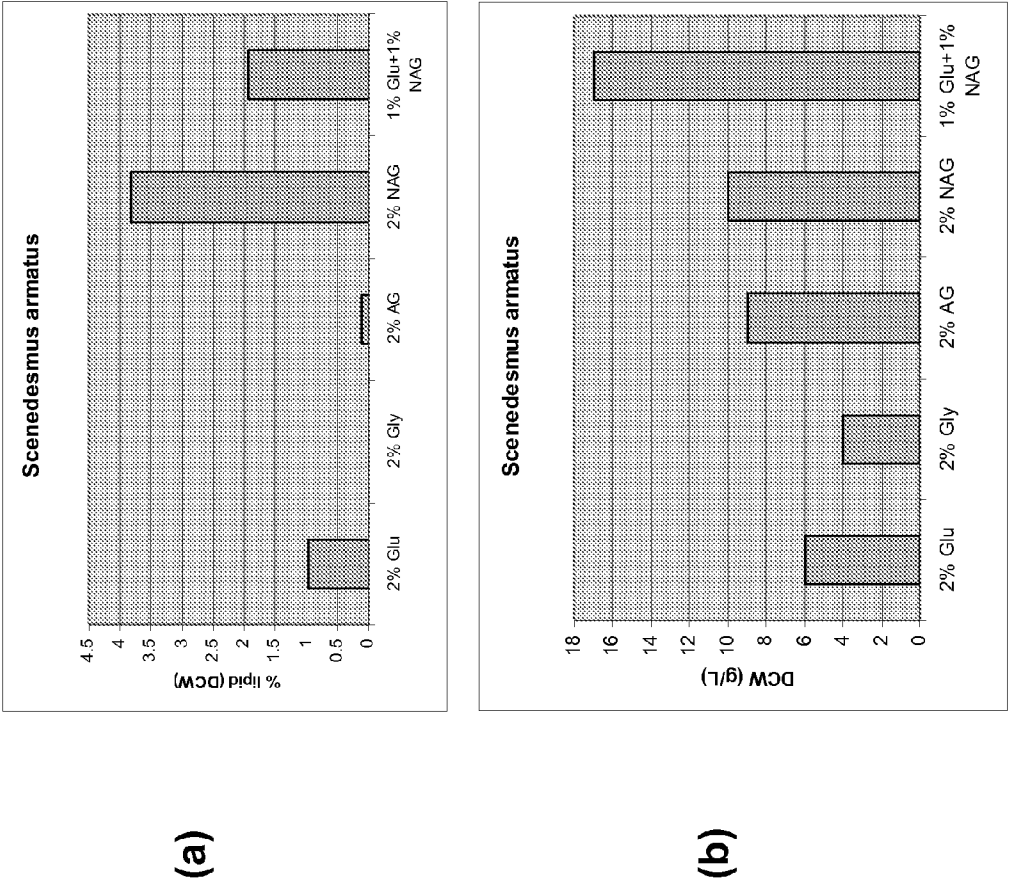 (a)
Scenedesmus armatus
% lipid (DCW)
4.5
4
3.5
3
2.5
2
1.5
1
0.5
0
2% Glu
2% Gly
2% AG
2% NAG
1% Glu+1%
NAG
(b)
Scenedesmus armatus
DCW (g/L)
18
16
14
12
10
8
6
4
2
0
2% Glu
2% Gly
2% AG
2% NAG
1% Glu+1%
NAG